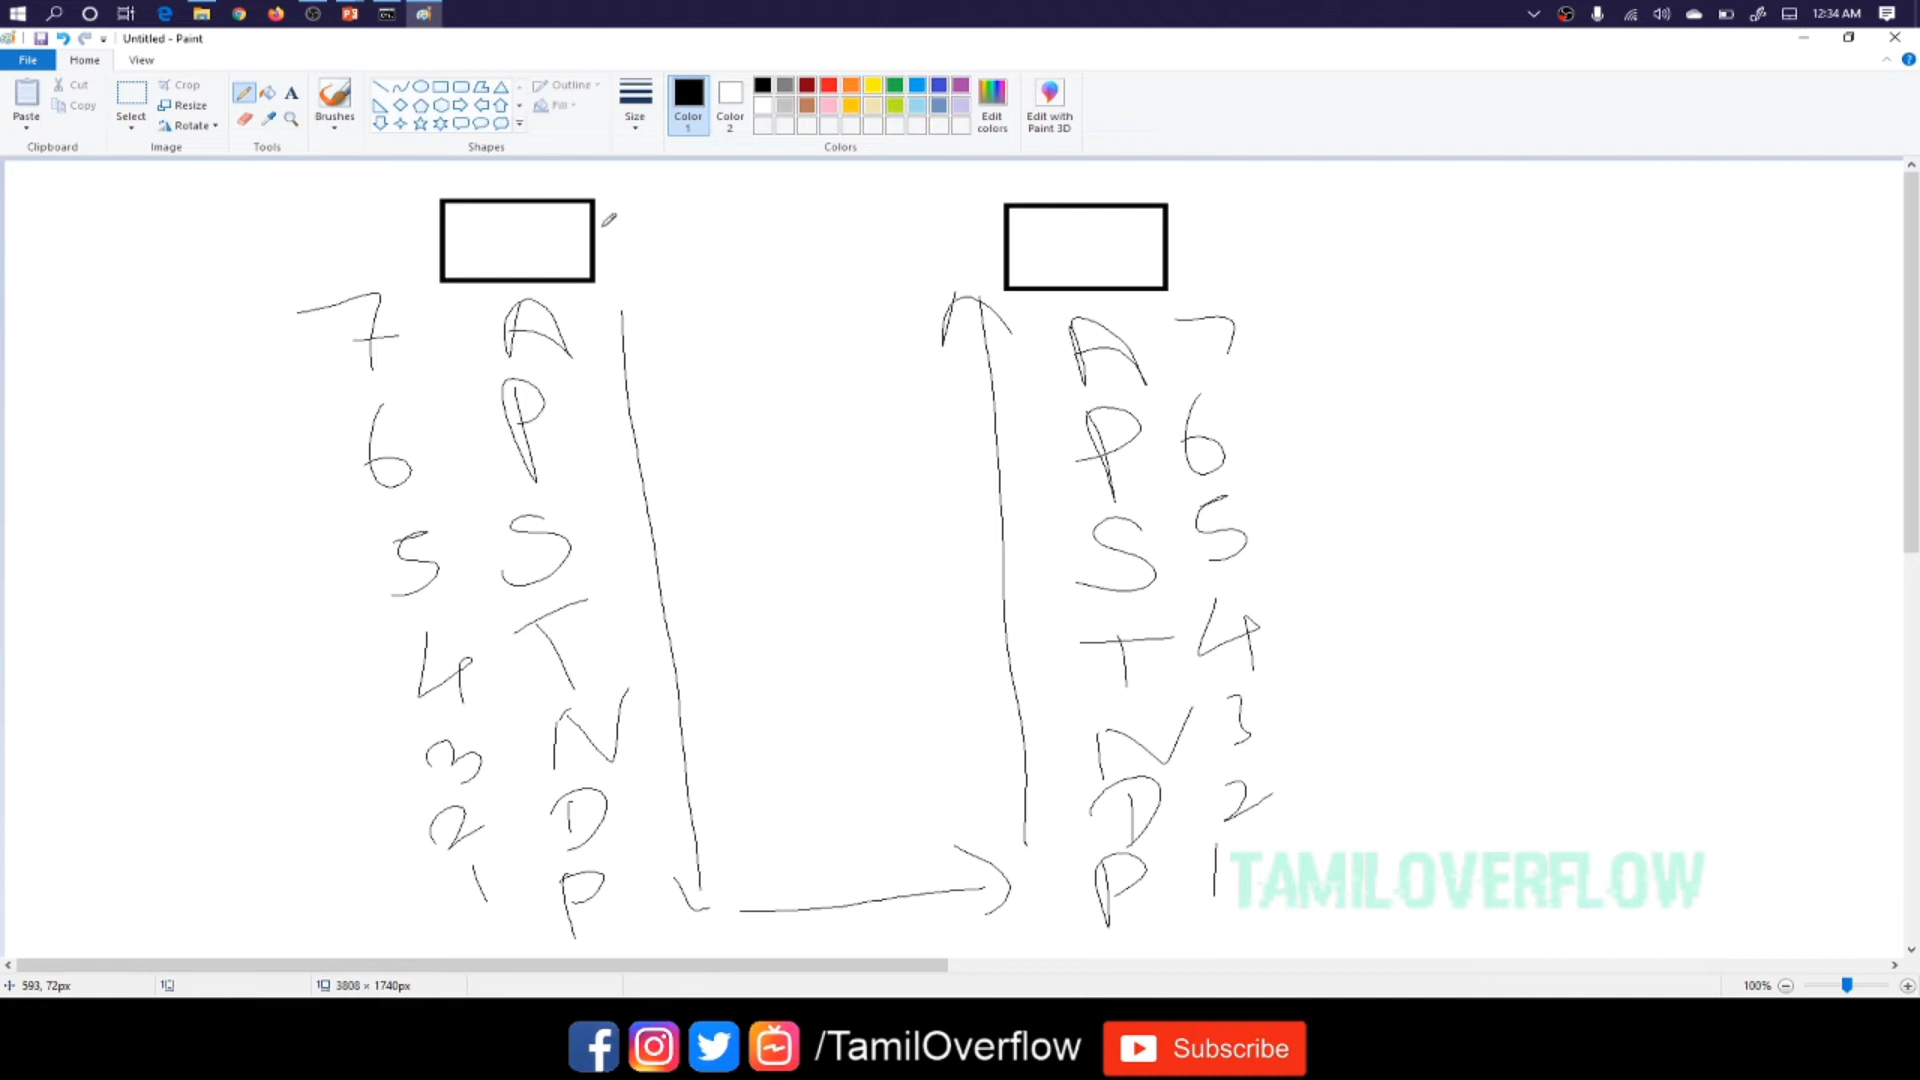 12:34 AM
Untitled - Paint
File Home View
Paste
Cut
Copy
Clipboard
Select
Crop
Resize
Rotate
Image
A
Tools
Brushes
Outline
Fill
Shapes
Size
Color 1
Color 2
Edit colors
Colors
Edit with Paint 3D
7 A
6 P
5 S
4 T
3 N
2 D
1 P
A 7
P 6
S 5
T 4
N 3
D 2
P 1
TAMILOVERFLOW
593, 72px
3808 × 1740px
100%
/TamilOverflow
Subscribe